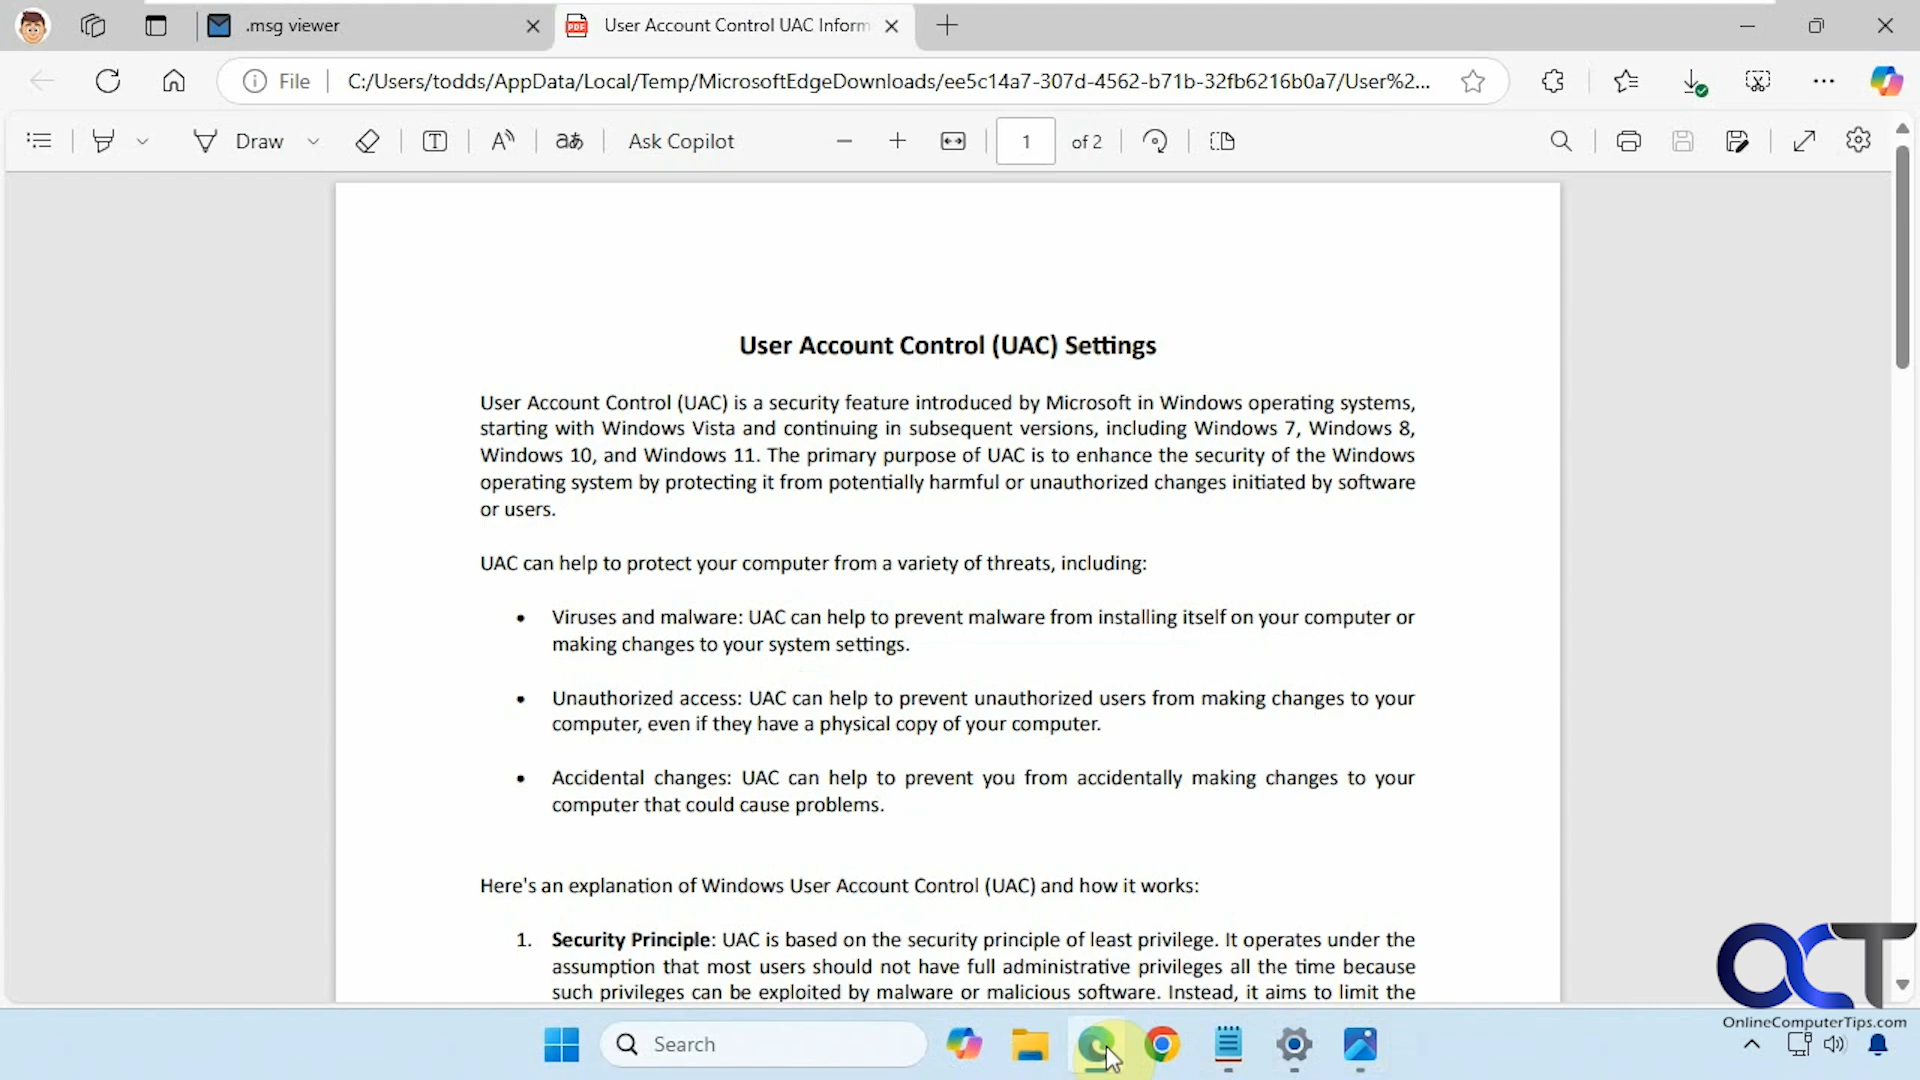 .msg viewer
User Account Control UAC Inform
File
C:/Users/todds/AppData/Local/Temp/MicrosoftEdgeDownloads/ee5c14a7-307d-4562-b71b-32fb6216b0a7/User%2...
PDF
Draw
aあ
Ask Copilot
1 of 2
User Account Control (UAC) Settings
User Account Control (UAC) is a security feature introduced by Microsoft in Windows operating systems,
starting with Windows Vista and continuing in subsequent versions, including Windows 7, Windows 8,
Windows 10, and Windows 11. The primary purpose of UAC is to enhance the security of the Windows
operating system by protecting it from potentially harmful or unauthorized changes initiated by software
or users.
UAC can help to protect your computer from a variety of threats, including:
• Viruses and malware: UAC can help to prevent malware from installing itself on your computer or
making changes to your system settings.
• Unauthorized access: UAC can help to prevent unauthorized users from making changes to your
computer, even if they have a physical copy of your computer.
• Accidental changes: UAC can help to prevent you from accidentally making changes to your
computer that could cause problems.
Here's an explanation of Windows User Account Control (UAC) and how it works:
1. Security Principle: UAC is based on the security principle of least privilege. It operates under the
assumption that most users should not have full administrative privileges all the time because
such privileges can be exploited by malware or malicious software. Instead, it aims to limit the
OCT
OnlineComputerTips.com
Search